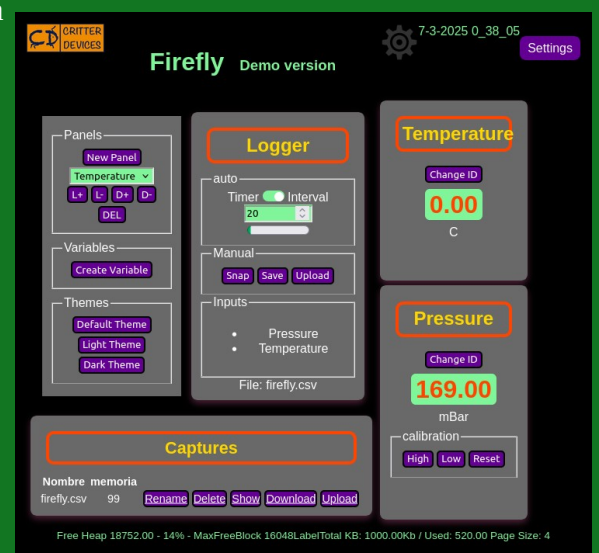 CD CRITTER
DEVICES
Firefly Demo version
7-3-2025 0_38_05
Settings
Panels
New Panel
Temperature
L+ L- D+ D-
DEL
Variables
Create Variable
Themes
Default Theme
Light Theme
Dark Theme
Logger
auto
Timer Interval
20
Manual
Snap Save Upload
Inputs
• Pressure
• Temperature
File: firefly.csv
Temperature
Change ID
0.00
C
Pressure
Change ID
169.00
mBar
calibration
High Low Reset
Captures
Nombre memoria
firefly.csv 99 Rename Delete Show Download Upload
Free Heap 18752.00 - 14% - MaxFreeBlock 16048LabelTotal KB: 1000.00Kb / Used: 520.00 Page Size: 4